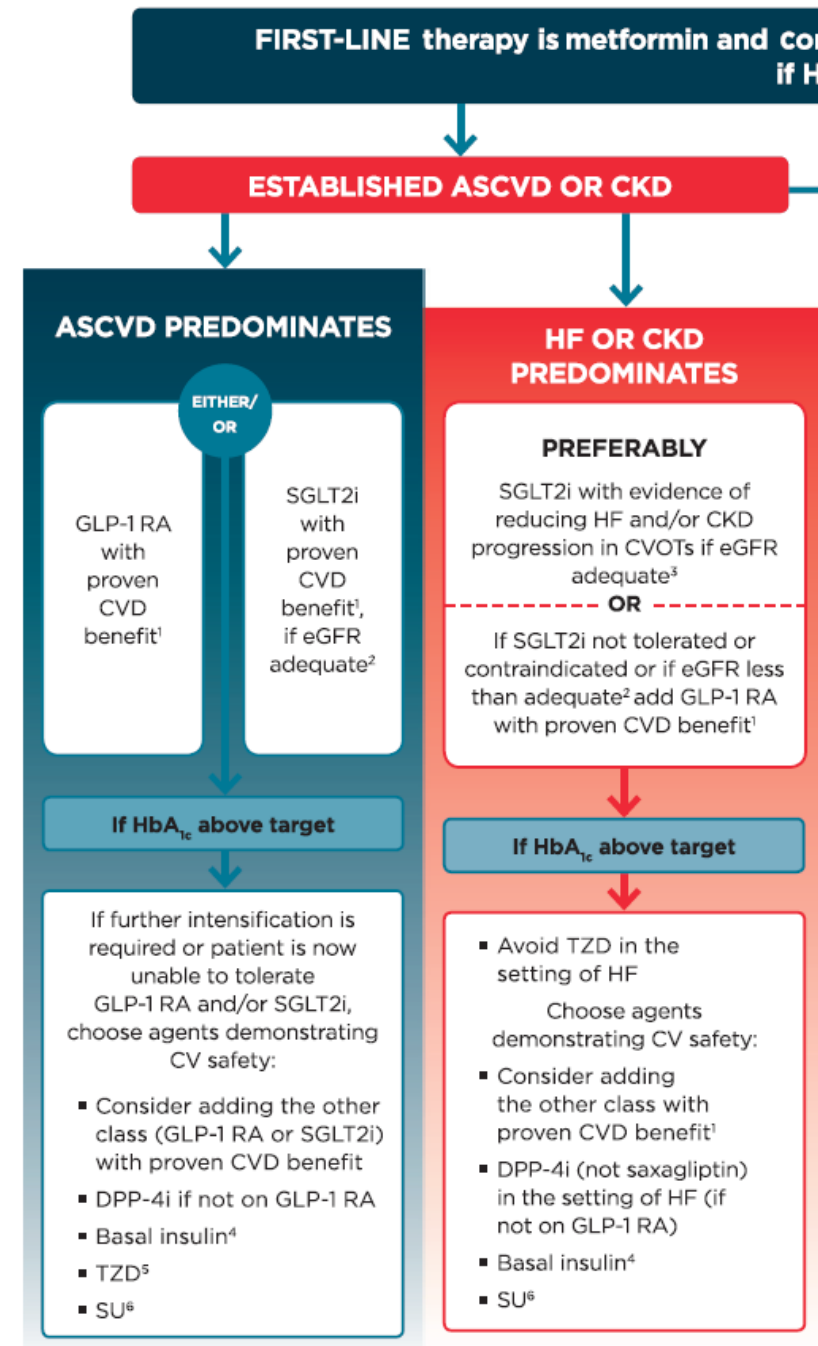 FIRST-LINE therapy is metformin and
if
ESTABLISHED ASCVD OR CKD
ASCVD PREDOMINATES
EITHER/
OR
GLP-1 RA
with
proven
CVD
benefit¹
SGLT2i
with
proven
CVD
benefit¹,
if eGFR
adequate²
If HbA₁c above target
If further intensification is
required or patient is now
unable to tolerate
GLP-1 RA and/or SGLT2i,
choose agents demonstrating
CV safety:
▪ Consider adding the other
class (GLP-1 RA or SGLT2i)
with proven CVD benefit
▪ DPP-4i if not on GLP-1 RA
▪ Basal insulin⁴
▪ TZD⁵
▪ SU⁶
HF OR CKD
PREDOMINATES
PREFERABLY
SGLT2i with evidence of
reducing HF and/or CKD
progression in CVOTs if eGFR
adequate³
OR
If SGLT2i not tolerated or
contraindicated or if eGFR less
than adequate² add GLP-1 RA
with proven CVD benefit¹
If HbA₁c above target
▪ Avoid TZD in the
setting of HF
Choose agents
demonstrating CV safety:
▪ Consider adding
the other class with
proven CVD benefit¹
▪ DPP-4i (not saxagliptin)
in the setting of HF (if
not on GLP-1 RA)
▪ Basal insulin⁴
▪ SU⁶